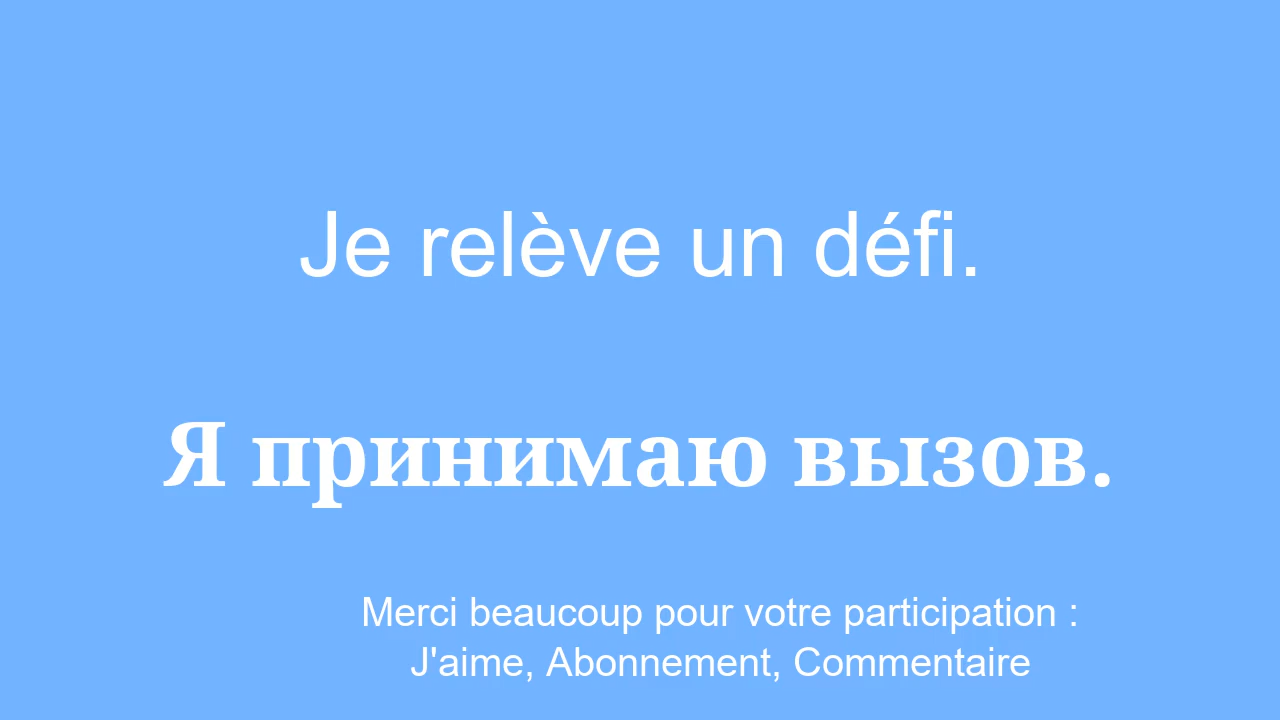 Je relève un défi.
Я принимаю вызов.
Merci beaucoup pour votre participation :
J'aime, Abonnement, Commentaire